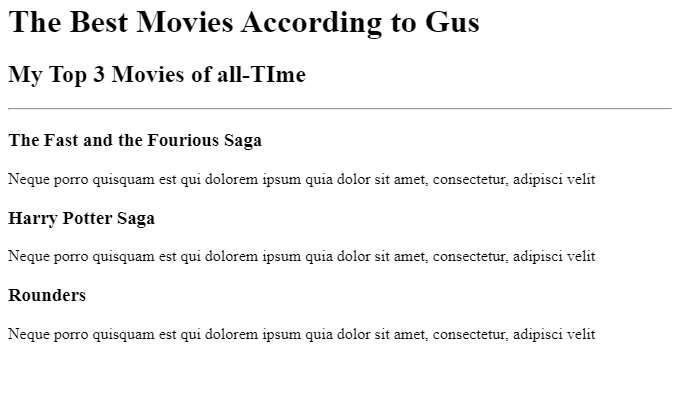 The Best Movies According to Gus
My Top 3 Movies of all-TIme
The Fast and the Fourious Saga
Neque porro quisquam est qui dolorem ipsum quia dolor sit amet, consectetur, adipisci velit
Harry Potter Saga
Neque porro quisquam est qui dolorem ipsum quia dolor sit amet, consectetur, adipisci velit
Rounders
Neque porro quisquam est qui dolorem ipsum quia dolor sit amet, consectetur, adipisci velit